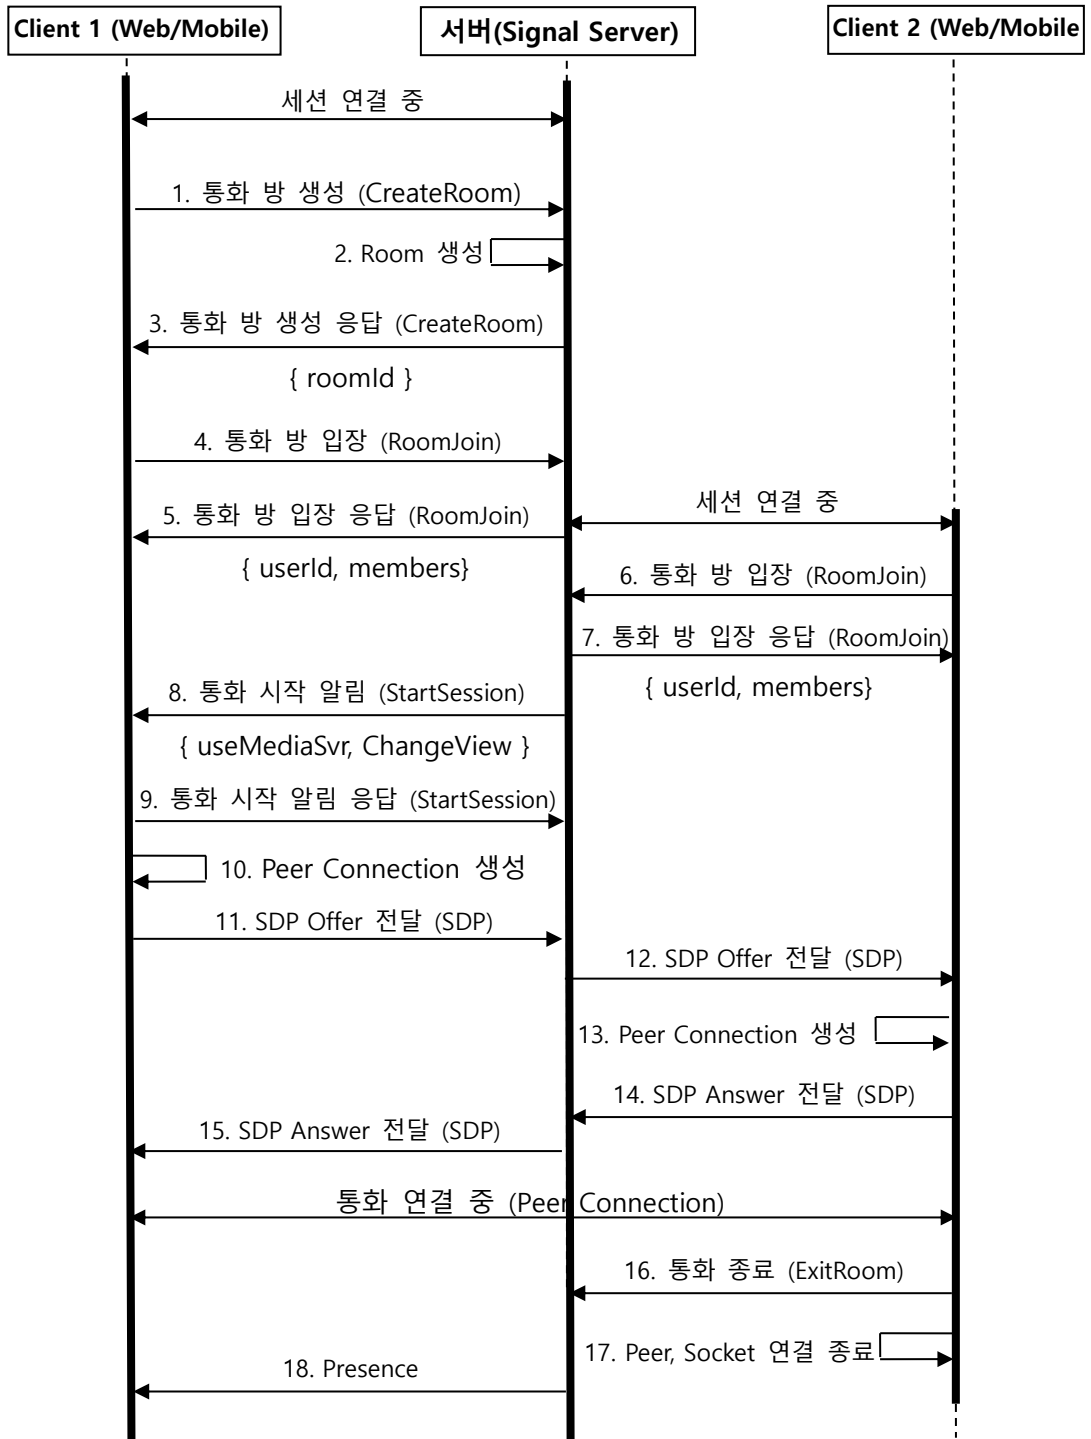 Client 1 (Web/Mobile)
서버(Signal Server)
Client 2 (Web/Mobile
세션 연결 중
1. 통화 방 생성 (CreateRoom)
2. Room 생성
3. 통화 방 생성 응답 (CreateRoom)
{ roomId }
4. 통화 방 입장 (RoomJoin)
세션 연결 중
5. 통화 방 입장 응답 (RoomJoin)
{ userId, members}
6. 통화 방 입장 (RoomJoin)
7. 통화 방 입장 응답 (RoomJoin)
{ userId, members}
8. 통화 시작 알림 (StartSession)
{ useMediaSvr, ChangeView }
9. 통화 시작 알림 응답 (StartSession)
10. Peer Connection 생성
11. SDP Offer 전달 (SDP)
12. SDP Offer 전달 (SDP)
13. Peer Connection 생성
14. SDP Answer 전달 (SDP)
15. SDP Answer 전달 (SDP)
통화 연결 중 (Peer Connection)
16. 통화 종료 (ExitRoom)
17. Peer, Socket 연결 종료
18. Presence